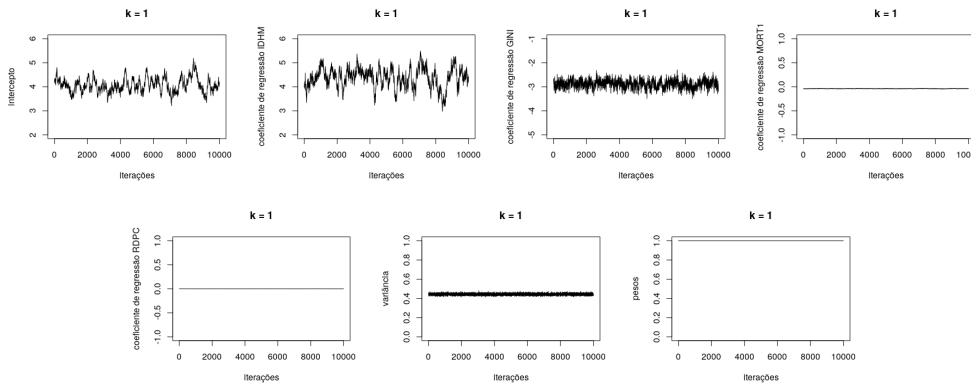 k = 1
Intercepto
6
5
4
3
2
0 2000 4000 6000 8000 10000
Iterações
k = 1
coeficiente de regressão IDHM
6
5
4
3
2
0 2000 4000 6000 8000 10000
Iterações
k = 1
coeficiente de regressão GINI
-1
-2
-3
-4
-5
0 2000 4000 6000 8000 10000
Iterações
k = 1
coeficiente de regressão MORT1
1.0
0.5
0.0
-0.5
-1.0
0 2000 4000 6000 8000 1000
Iterações
k = 1
coeficiente de regressão RDPC
1.0
0.5
0.0
-0.5
-1.0
0 2000 4000 6000 8000 10000
Iterações
k = 1
variância
1.0
0.8
0.6
0.4
0.2
0.0
0 2000 4000 6000 8000 10000
Iterações
k = 1
pesos
1.0
0.8
0.6
0.4
0.2
0.0
0 2000 4000 6000 8000 10000
Iterações